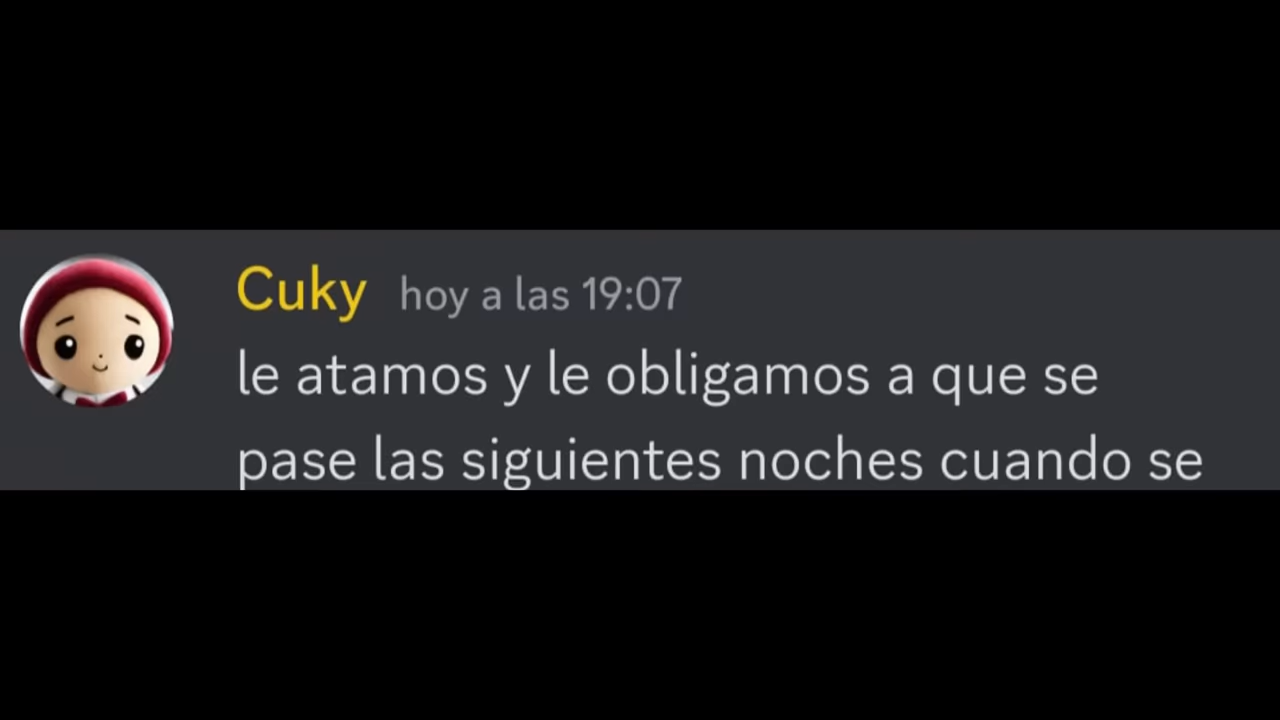 Cuky hoy a las 19:07
le atamos y le obligamos a que se
pase las siguientes noches cuando se